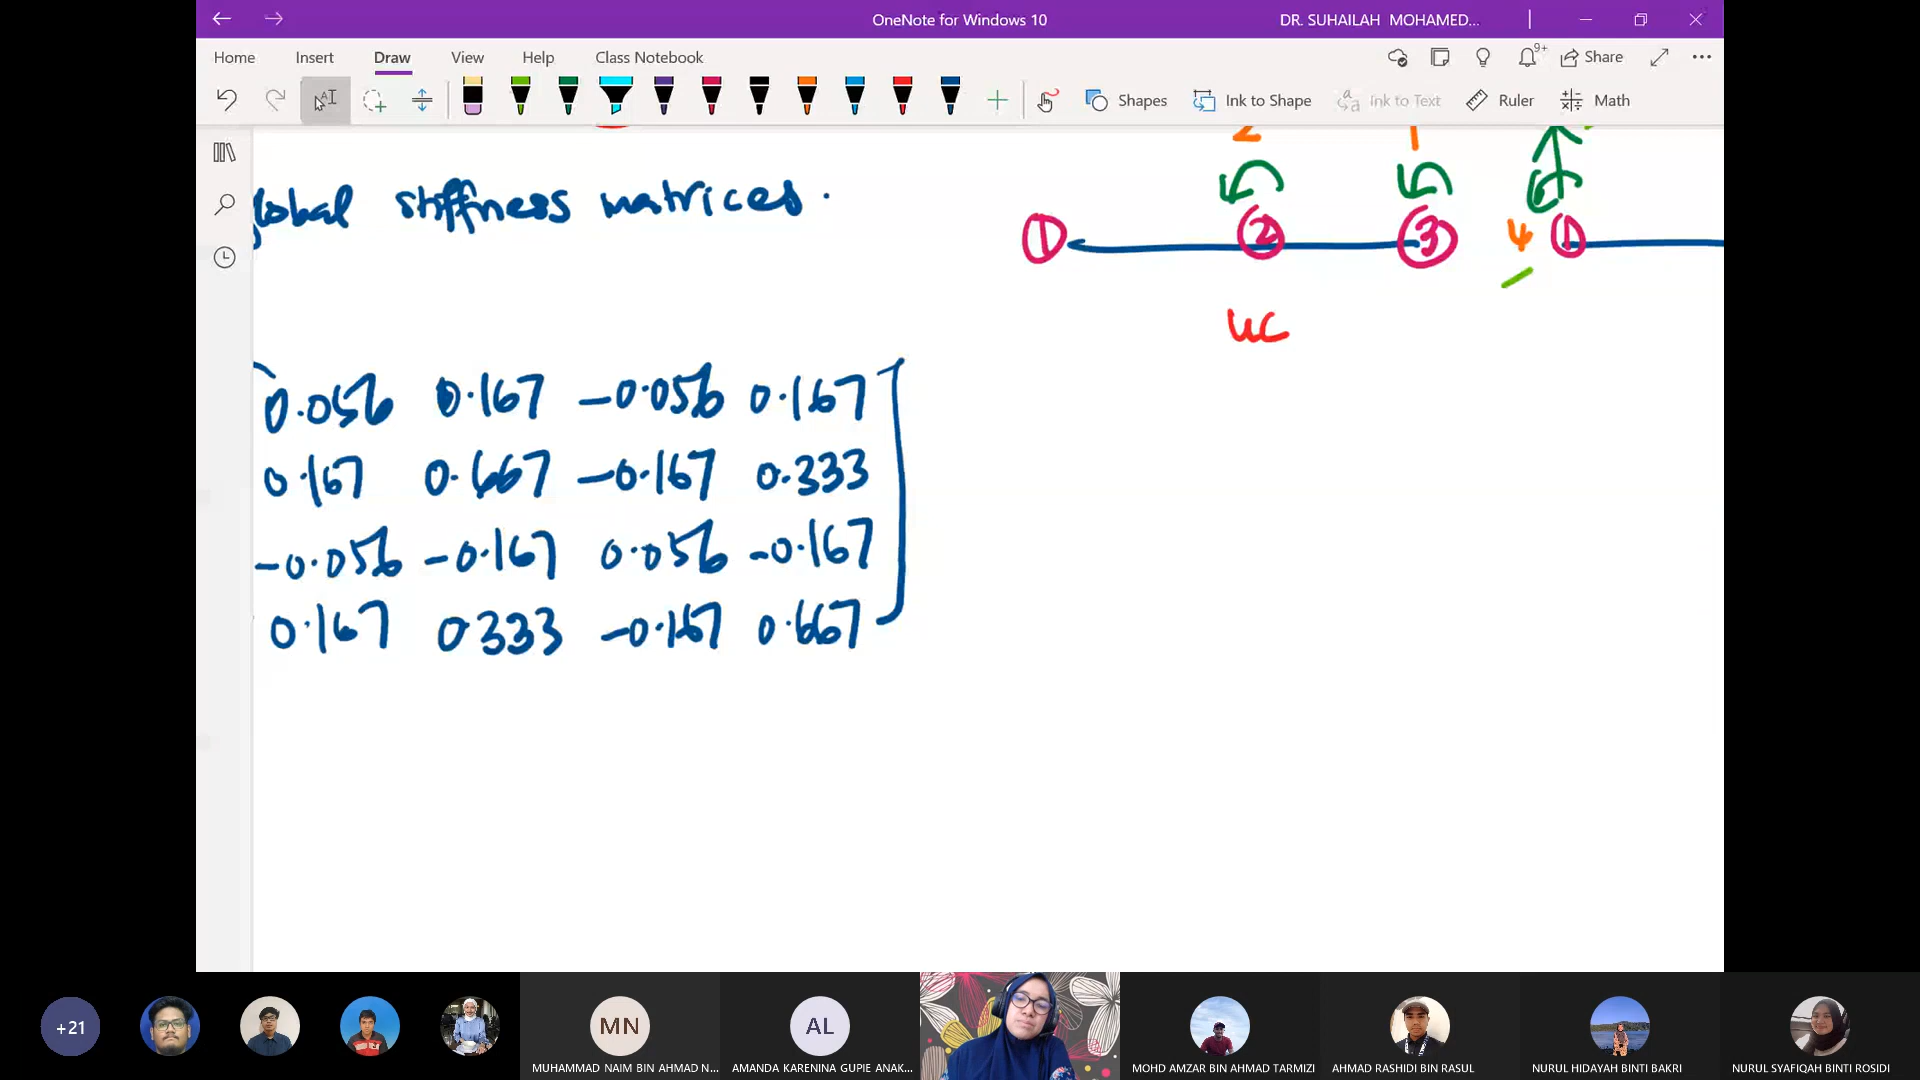 OneNote for Windows 10
DR. SUHAILAH MOHAMED...
Home Insert Draw View Help Class Notebook
9+
Share
Shapes Ink to Shape Ink to Text Ruler Math
lobal stiffness matrices.
2 1
① ② ③ 4 ①
UC
0.056 0.167 -0.056 0.167
0.167 0.667 -0.167 0.333
-0.056 -0.167 0.056 -0.167
0.167 0.333 -0.167 0.667
+21
MN
AL
MUHAMMAD NAIM BIN AHMAD N...
AMANDA KARENINA GUPIE ANAK...
MOHD AMZAR BIN AHMAD TARMIZI
AHMAD RASHIDI BIN RASUL
NURUL HIDAYAH BINTI BAKRI
NURUL SYAFIQAH BINTI ROSIDI